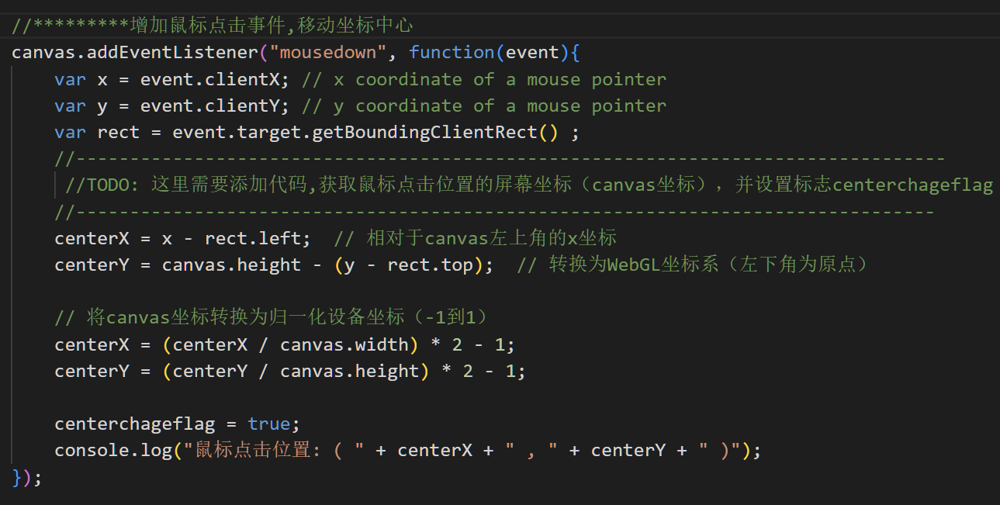 //*********增加鼠标点击事件,移动坐标中心
canvas.addEventListener("mousedown", function(event){
    var x = event.clientX; // x coordinate of a mouse pointer
    var y = event.clientY; // y coordinate of a mouse pointer
    var rect = event.target.getBoundingClientRect() ;
    //---------------------------------------------------------------------------------
     //TODO: 这里需要添加代码,获取鼠标点击位置的屏幕坐标（canvas坐标），并设置标志centerchageflag
    //--------------------------------------------------------------------------------
    centerX = x - rect.left;  // 相对于canvas左上角的x坐标
    centerY = canvas.height - (y - rect.top);  // 转换为WebGL坐标系（左下角为原点）
    // 将canvas坐标转换为归一化设备坐标（-1到1）
    centerX = (centerX / canvas.width) * 2 - 1;
    centerY = (centerY / canvas.height) * 2 - 1;
    centerchageflag = true;
    console.log("鼠标点击位置: ( " + centerX + " , " + centerY + " )");
});